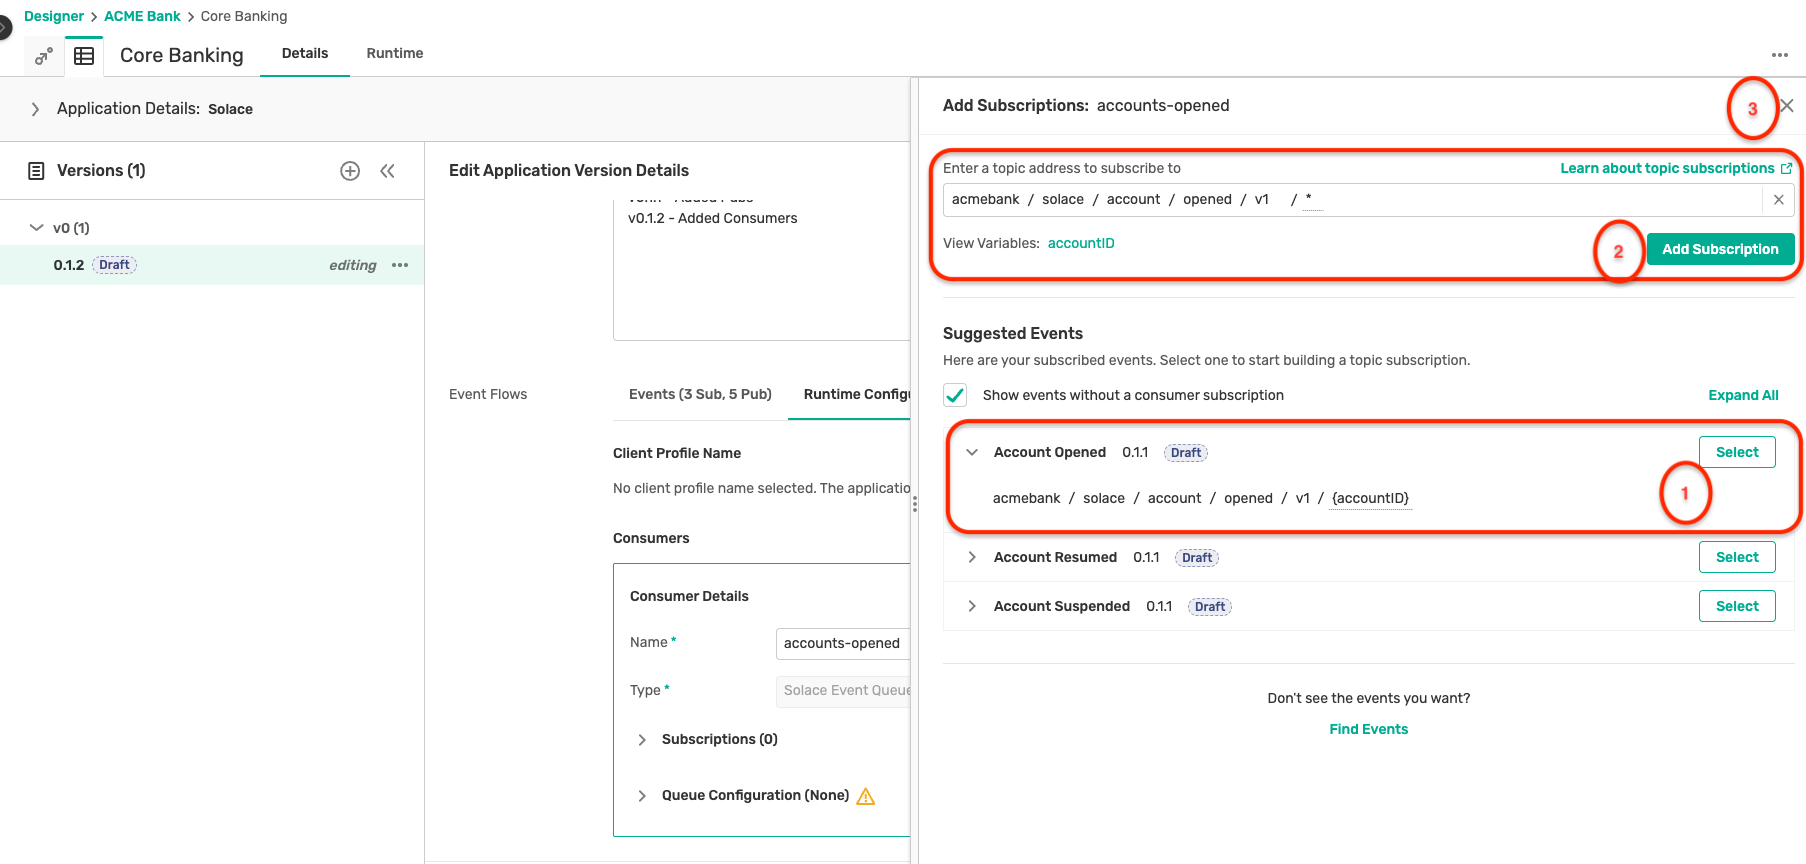 Designer > ACME Bank > Core Banking
Core Banking Details Runtime
Application Details: Solace
Versions (1)
v0 (1)
0.1.2 Draft editing
Edit Application Version Details
v0.1.2 - Added Consumers
Event Flows
Events (3 Sub, 5 Pub) Runtime Configu
Client Profile Name
No client profile name selected. The applicatio
Consumers
Consumer Details
Name * accounts-opened
Type * Solace Event Queue
Subscriptions (0)
Queue Configuration (None)
Add Subscriptions: accounts-opened
3
Enter a topic address to subscribe to Learn about topic subscriptions
acmebank / solace / account / opened / v1 / *
View Variables: accountID
2
Add Subscription
Suggested Events
Here are your subscribed events. Select one to start building a topic subscription.
Show events without a consumer subscription Expand All
Account Opened 0.1.1 Draft Select
acmebank / solace / account / opened / v1 / {accountID}
1
Account Resumed 0.1.1 Draft Select
Account Suspended 0.1.1 Draft Select
Don't see the events you want?
Find Events